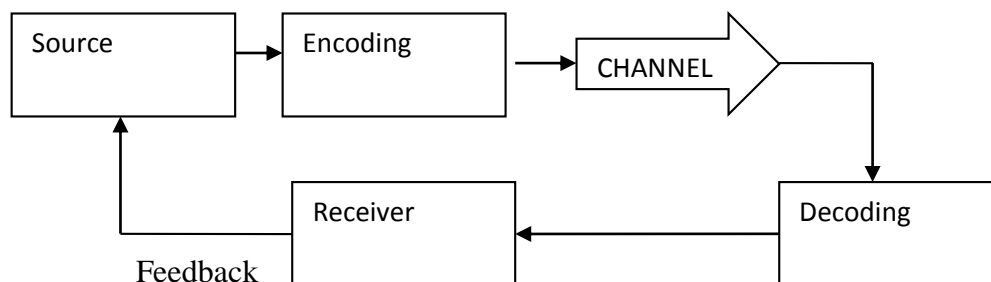 Source
Encoding
CHANNEL
Receiver
Decoding
Feedback